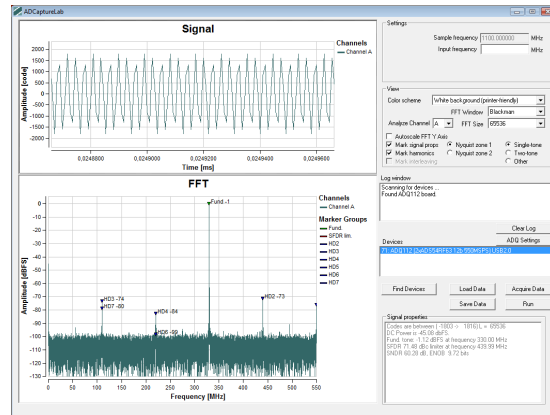 ADCaptureLab
Signal
Channels
Channel A
Amplitude [code]
2000
1500
1000
500
0
-500
-1000
-1500
-2000
0.0248800
0.0249000
0.0249200
0.0249400
0.0249600
Time [ms]
FFT
Channels
Channel A
Marker Groups
Fund.
SFDR lim.
HD2
HD3
HD4
HD5
HD6
HD7
Fund -1
HD3 -74
HD7 -80
HD4 -84
HD6 -99
HD2 -73
Amplitude [dBFS]
0
-10
-20
-30
-40
-50
-60
-70
-80
-90
-100
-110
-120
-130
0
50
100
150
200
250
300
350
400
450
500
550
Frequency [MHz]
Settings
Sample frequency 1100.000000 MHz
Input frequency MHz
View
Color scheme White background (printer-friendly)
FFT Window Blackman
Analyze Channel A FFT Size 65536
Autoscale FFT Y Axis
Mark signal props Nyquist zone 1 Single-tone
Mark harmonics Nyquist zone 2 Two-tone
Mark interleaving Other
Log window
Scanning for devices ...
Found ADQ112 board.
Clear Log
Devices
ADQ Settings
Find Devices Load Data Acquire Data
Save Data Run
Signal properties
DC Power is -45.08 dBFS.
Fund. tone: -1.12 dBFS at frequency 330.00 MHz
SFDR 71.48 dBc limiter at frequency 439.99 MHz
SNDR 60.28 dB, ENOB 9.72 bits